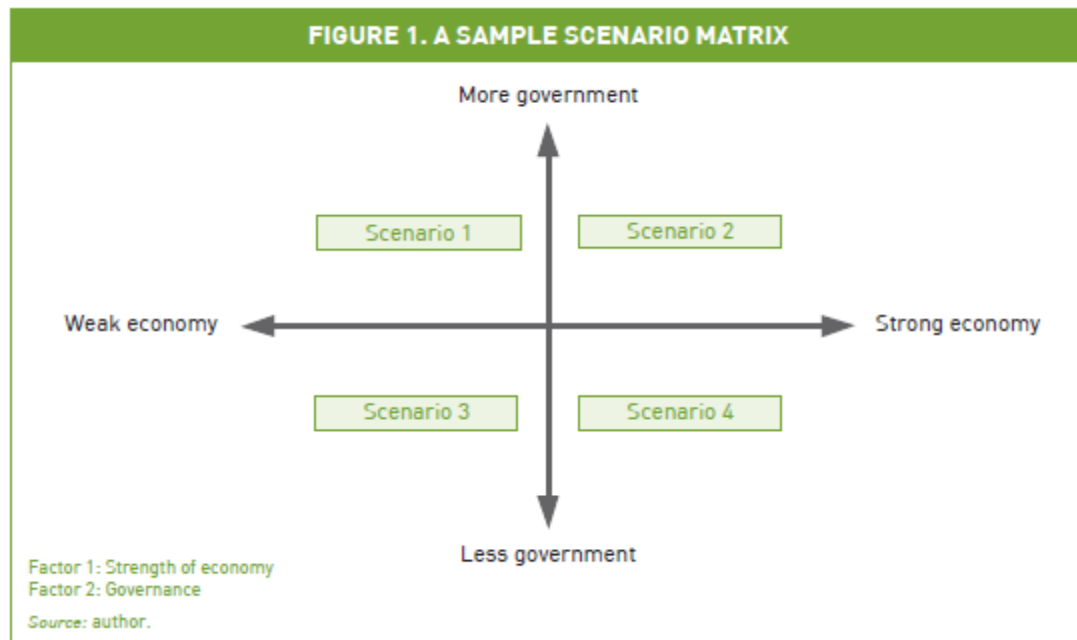 FIGURE 1. A SAMPLE SCENARIO MATRIX
More government
Scenario 1
Scenario 2
Weak economy
Strong economy
Scenario 3
Scenario 4
Less government
Factor 1: Strength of economy
Factor 2: Governance
Source: author.